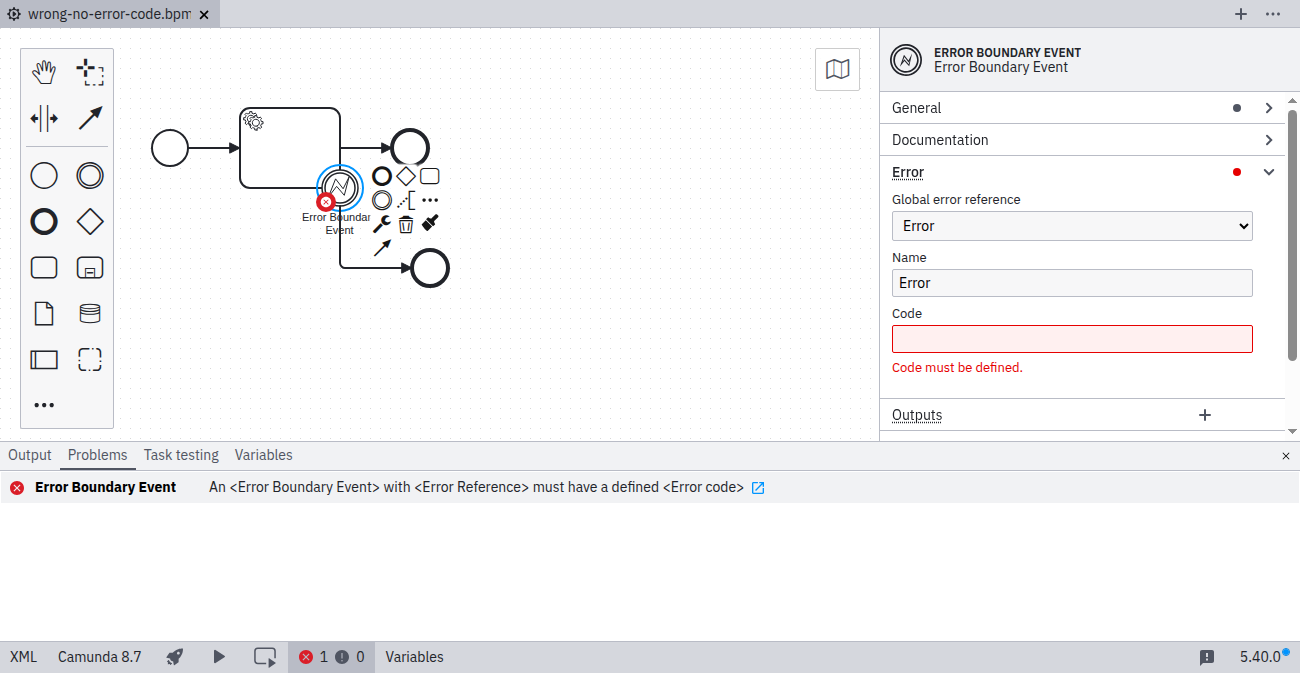 wrong-no-error-code.bpm
ERROR BOUNDARY EVENT
Error Boundary Event
General
Documentation
Error
Global error reference
Error
Name
Error
Code
Code must be defined.
Outputs
Error Boundar
Event
Output Problems Task testing Variables
Error Boundary Event An <Error Boundary Event> with <Error Reference> must have a defined <Error code>
XML Camunda 8.7 1 0 Variables 5.40.0